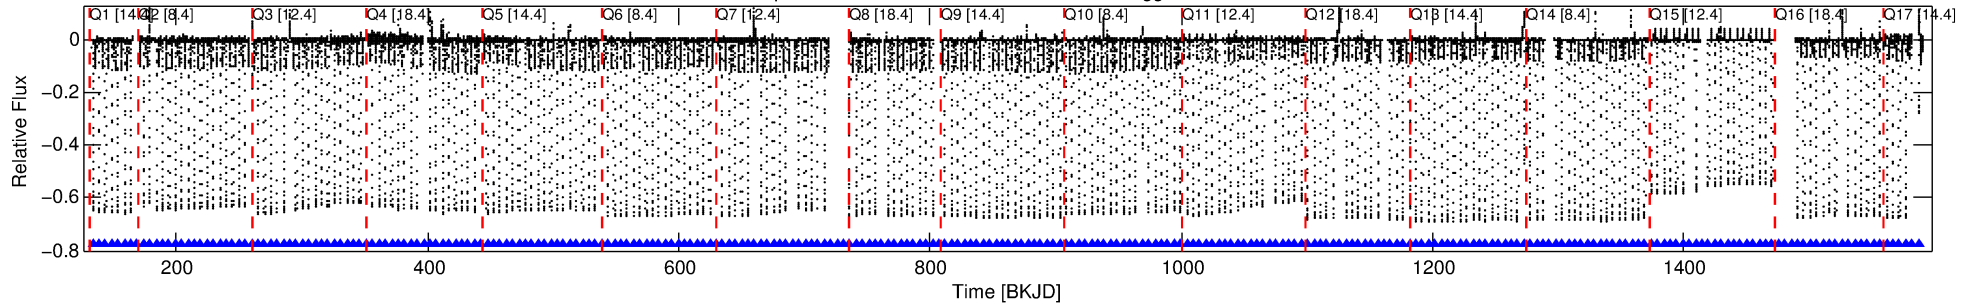 Q1 [14 Q2 [8.4] Q3 [12.4] Q4 [18.4] Q5 [14.4] Q6 [8.4] Q7 [12.4] Q8 [18.4] Q9 [14.4] Q10 [8.4] Q11 [12.4] Q12 [18.4] Q13 [14.4] Q14 [8.4] Q15 [12.4] Q16 [18.4] Q17 [14.4]
0
−0.2
−0.4
−0.6
−0.8
Relative Flux
200 400 600 800 1000 1200 1400
Time [BKJD]